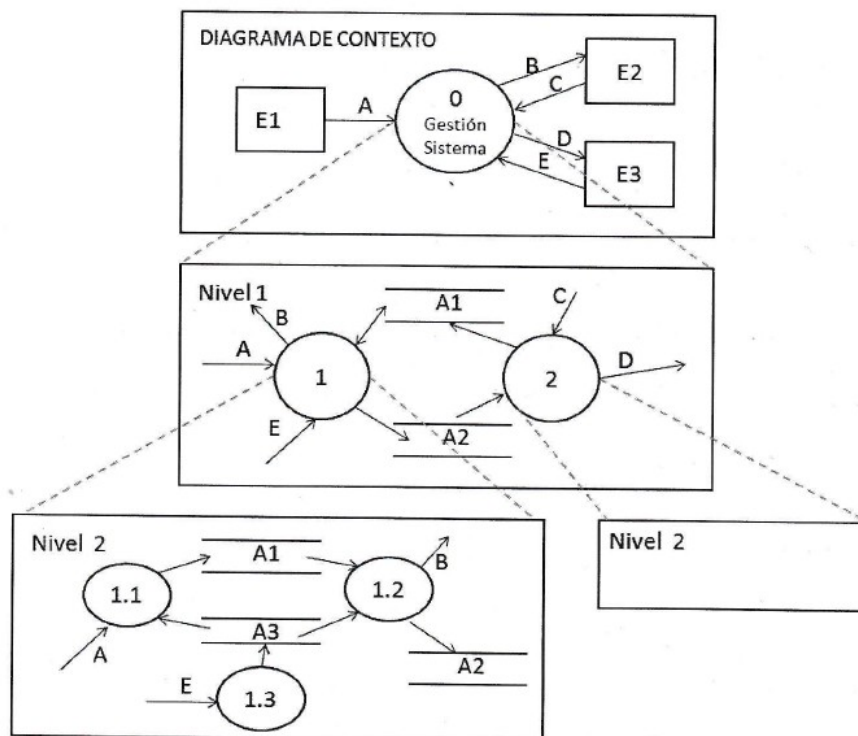 DIAGRAMA DE CONTEXTO
E1
A
0
Gestión
Sistema
B
C
E2
D
E
E3
Nivel 1
B
A
1
E
A1
A2
C
2
D
Nivel 2
1.1
A
A1
A3
E
1.3
1.2
B
A2
Nivel 2